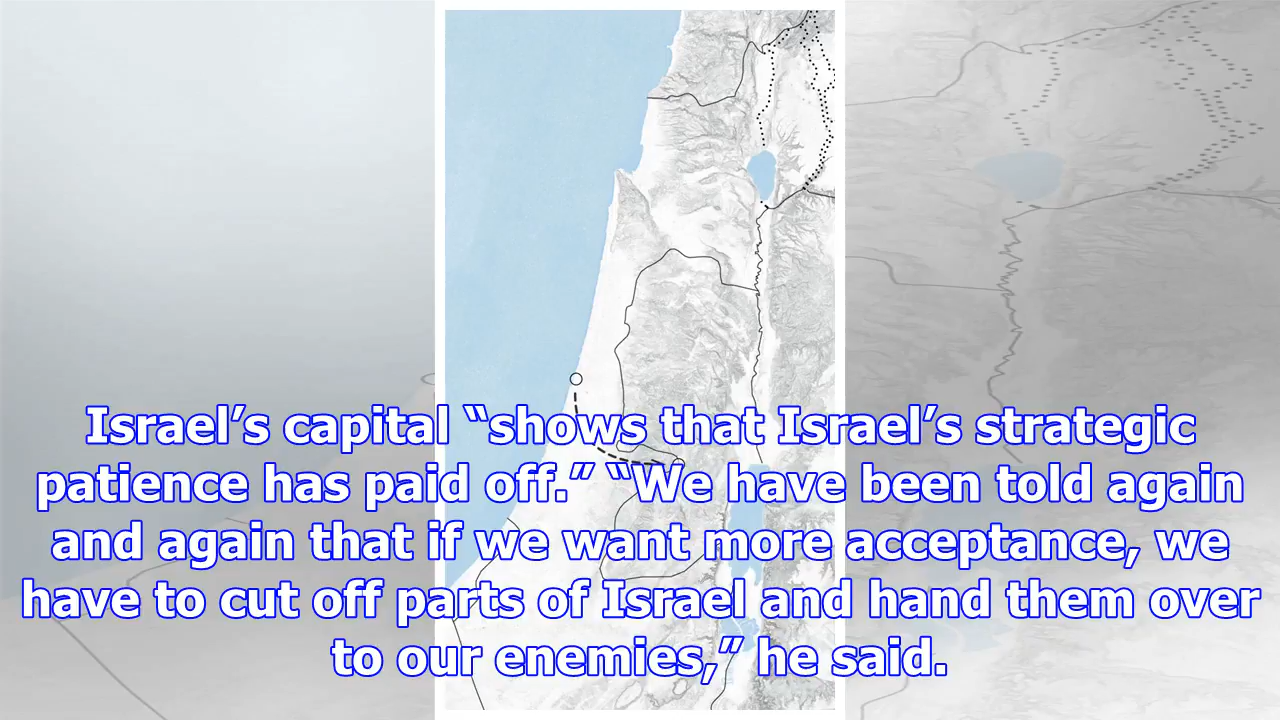 Israel’s capital “shows that Israel’s strategic
patience has paid off.” “We have been told again
and again that if we want more acceptance, we
have to cut off parts of Israel and hand them over
to our enemies,” he said.